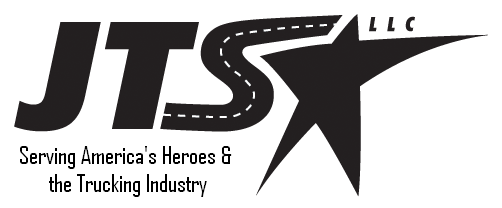 JTS LLC
Serving America's Heroes &
the Trucking Industry